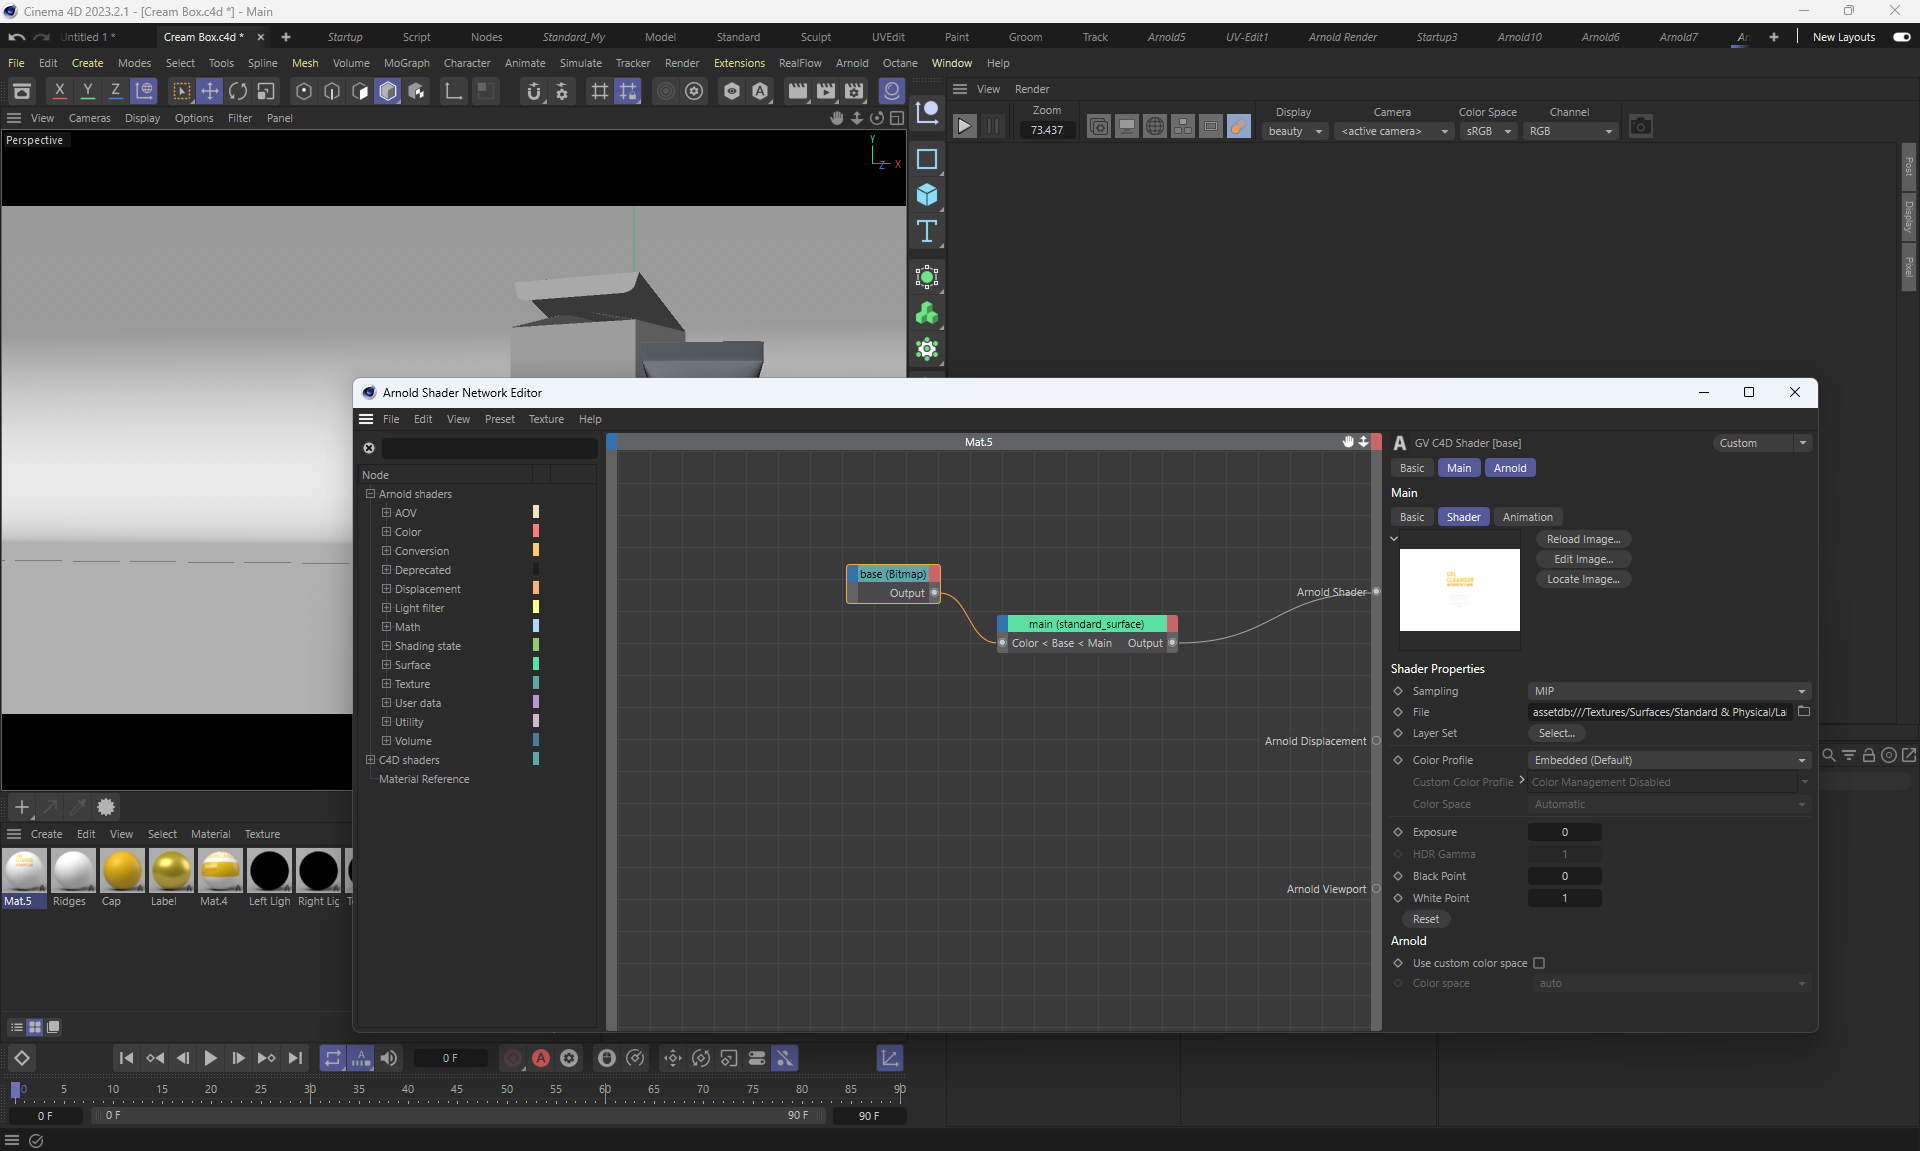 Cinema 4D 2023.2.1 - [Cream Box.c4d *] - Main
Untitled 1 *
Cream Box.c4d *
Startup
Script
Nodes
Standard_My
Model
Standard
Sculpt
UVEdit
Paint
Groom
Track
Arnold5
UV-Edit1
Arnold Render
Startup3
Arnold10
Arnold6
Arnold7
New Layouts
File Edit Create Modes Select Tools Spline Mesh Volume MoGraph Character Animate Simulate Tracker Render Extensions RealFlow Arnold Octane Window Help
X Y Z
View Render
View Cameras Display Options Filter Panel
Zoom
73.437
Display
beauty
Camera
<active camera>
Color Space
sRGB
Channel
RGB
Perspective
Y
Z X
Post
Display
Pixel
Arnold Shader Network Editor
File Edit View Preset Texture Help
Node
Arnold shaders
AOV
Color
Conversion
Deprecated
Displacement
Light filter
Math
Shading state
Surface
Texture
User data
Utility
Volume
C4D shaders
Material Reference
Mat.5
base (Bitmap)
Output
main (standard_surface)
Color < Base < Main Output
Arnold Shader
Arnold Displacement
Arnold Viewport
GV C4D Shader [base]
Custom
Basic Main Arnold
Main
Basic Shader Animation
GEL
CLEANSER
Reload Image...
Edit Image...
Locate Image...
Shader Properties
Sampling MIP
File assetdb:///Textures/Surfaces/Standard & Physical/La
Layer Set Select...
Color Profile Embedded (Default)
Custom Color Profile Color Management Disabled
Color Space Automatic
Exposure 0
HDR Gamma 1
Black Point 0
White Point 1
Reset
Arnold
Use custom color space
Color space auto
Create Edit View Select Material Texture
Mat.5 Ridges Cap Label Mat.4 Left Ligh Right Lig
0 F
0 5 10 15 20 25 30 35 40 45 50 55 60 65 70 75 80 85 90
0 F 0 F 90 F 90 F